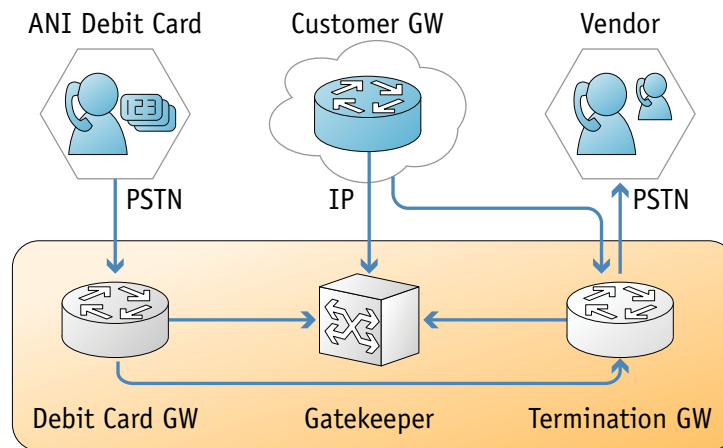 ANI Debit Card
Customer GW
Vendor
123
PSTN
IP
PSTN
Debit Card GW
Gatekeeper
Termination GW